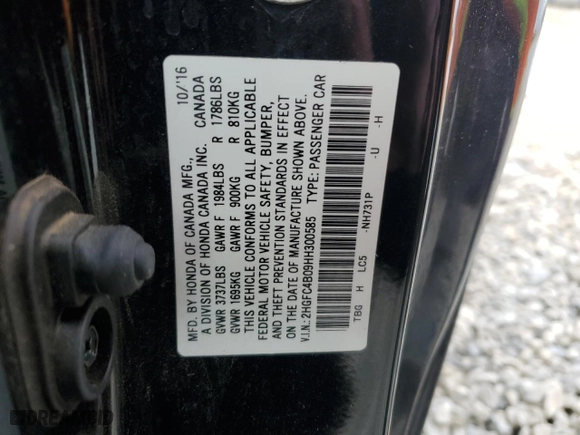 MFD. BY HONDA OF CANADA MFG., 10/'16
A DIVISION OF HONDA CANADA INC. CANADA
GVWR 3737LBS GAWR F 1984LBS R 1786LBS
GVWR 1695KG GAWR F 900KG R 810KG
THIS VEHICLE CONFORMS TO ALL APPLICABLE
FEDERAL MOTOR VEHICLE SAFETY, BUMPER,
AND THEFT PREVENTION STANDARDS IN EFFECT
ON THE DATE OF MANUFACTURE SHOWN ABOVE.
V.I.N.: 2HGFC4B09HH300585 TYPE: PASSENGER CAR
TBG H LC5 -NH731P -U -H
DREAMBID